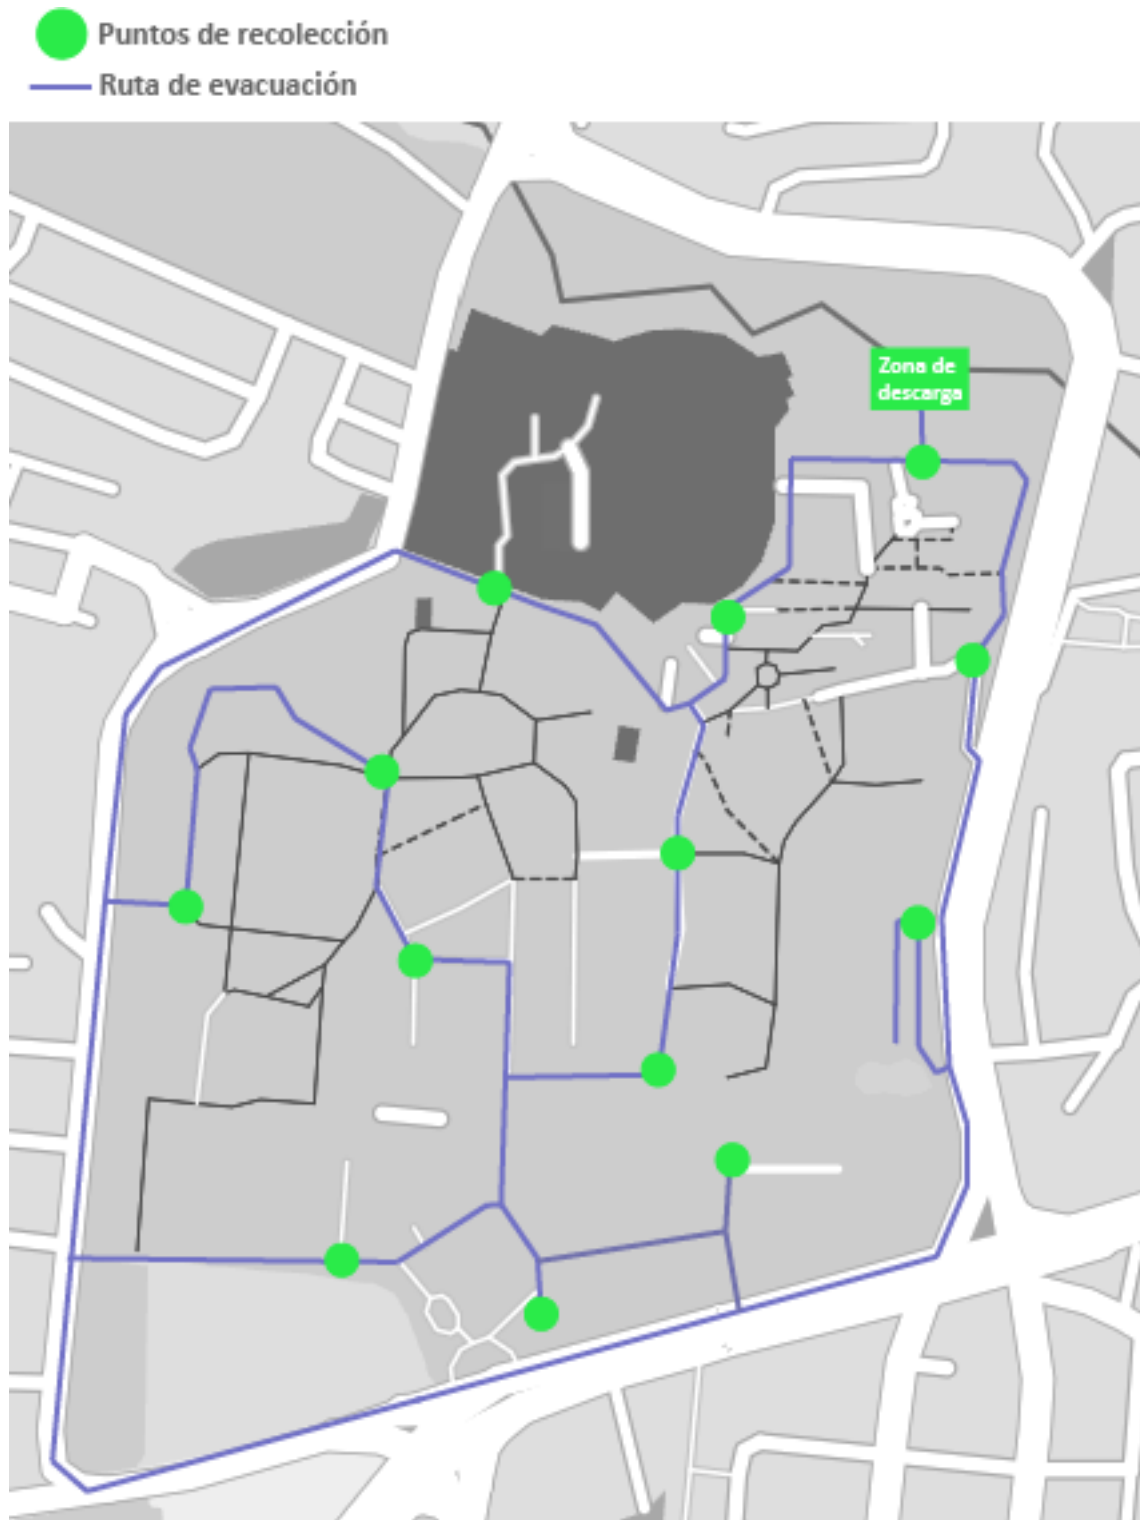 Puntos de recolección
Ruta de evacuación
Zona de
descarga